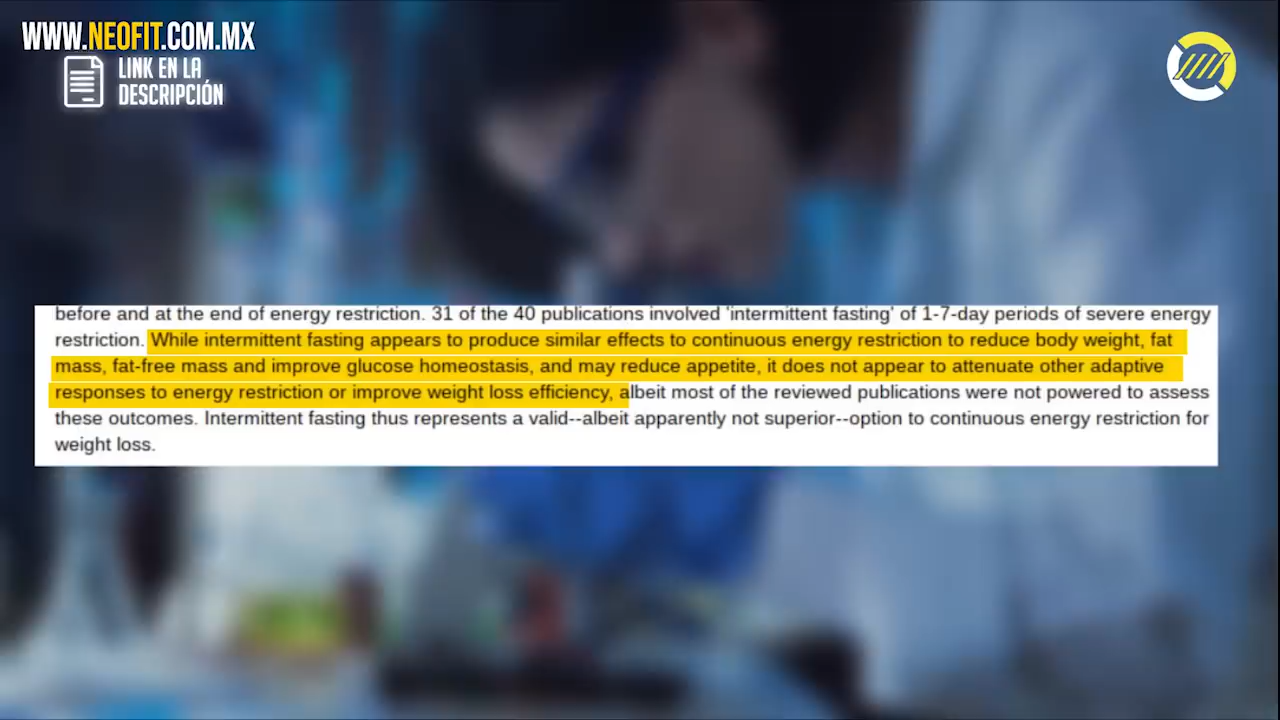 WWW.NEOFIT.COM.MX
LINK EN LA
DESCRIPCIÓN
before and at the end of energy restriction. 31 of the 40 publications involved 'intermittent fasting' of 1-7-day periods of severe energy
restriction. While intermittent fasting appears to produce similar effects to continuous energy restriction to reduce body weight, fat
mass, fat-free mass and improve glucose homeostasis, and may reduce appetite, it does not appear to attenuate other adaptive
responses to energy restriction or improve weight loss efficiency, albeit most of the reviewed publications were not powered to assess
these outcomes. Intermittent fasting thus represents a valid--albeit apparently not superior--option to continuous energy restriction for
weight loss.